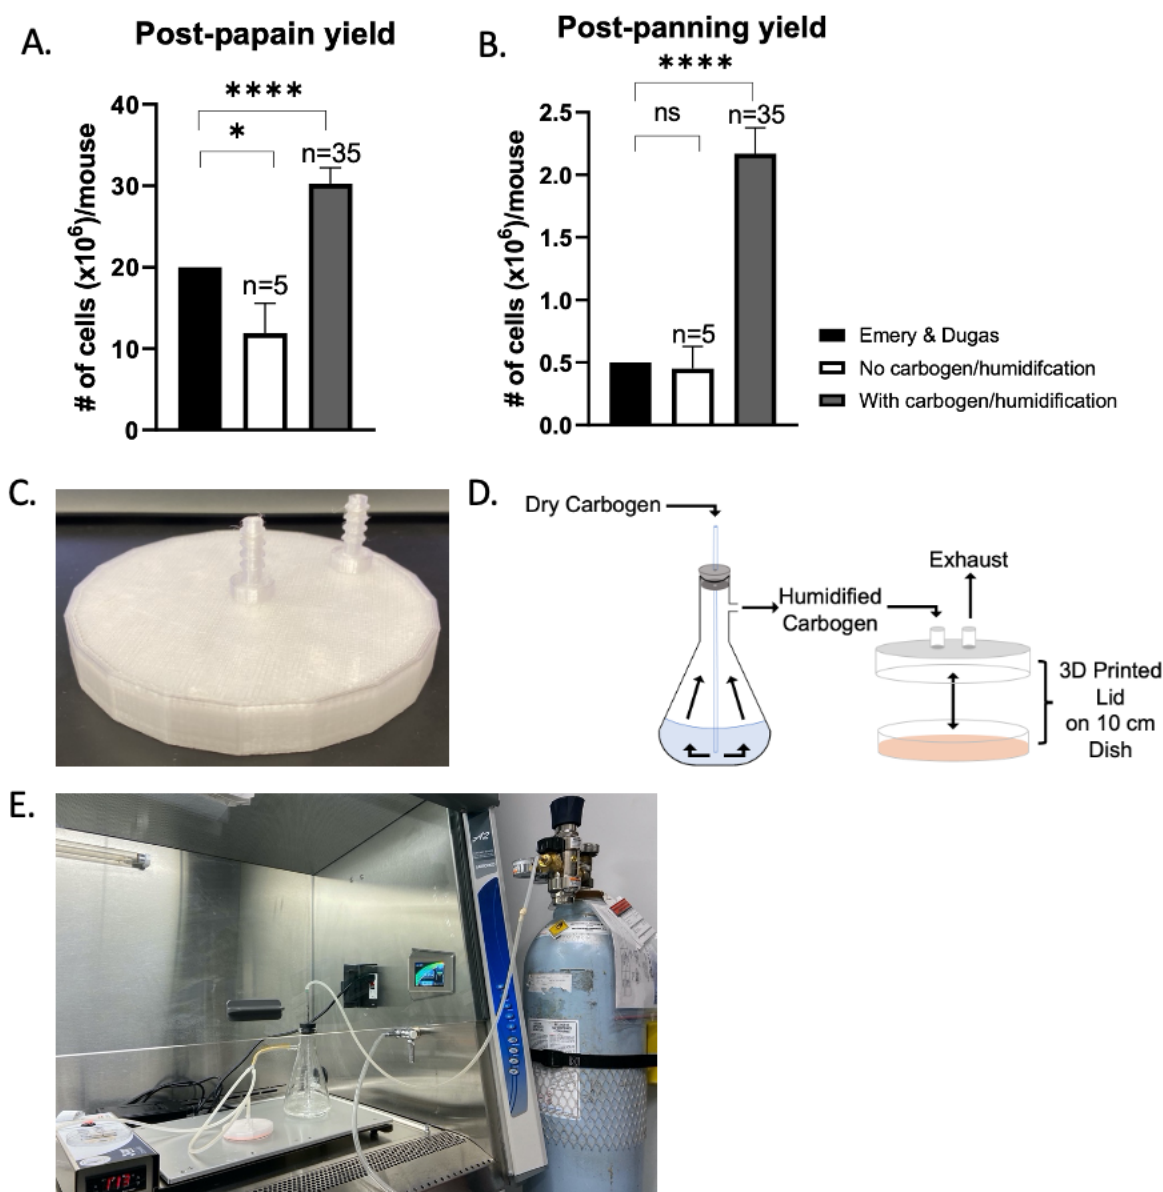 A.
Post-papain yield
****
*
n=35
n=5
# of cells (x10⁶)/mouse
40
30
20
10
0
B.
Post-panning yield
****
ns
n=35
n=5
# of cells (x10⁶)/mouse
2.5
2.0
1.5
1.0
0.5
0.0
Emery & Dugas
No carbogen/humidifcation
With carbogen/humidification
C.
D.
Dry Carbogen
Humidified
Carbogen
Exhaust
3D Printed
Lid
on 10 cm
Dish
E.